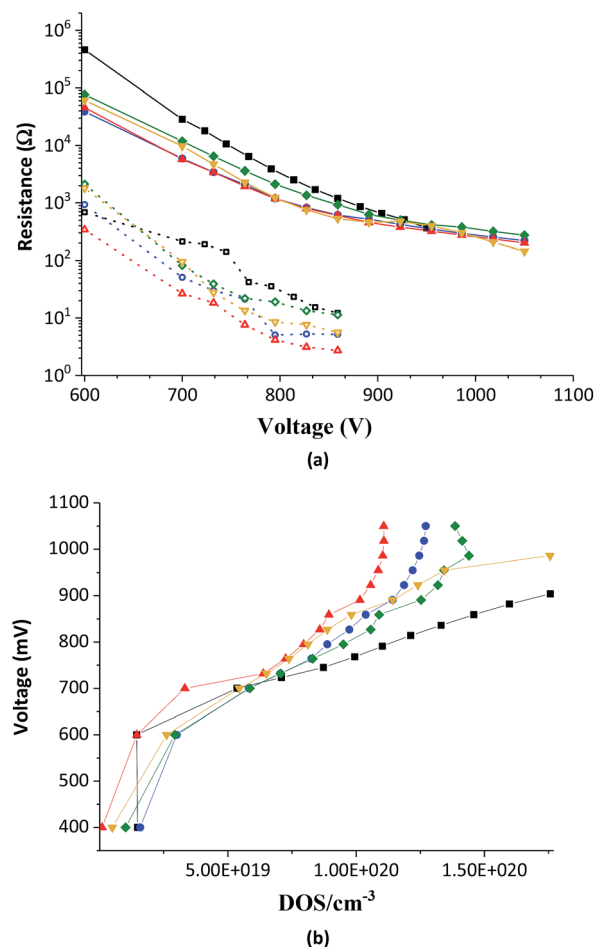 10⁶
10⁵
10⁴
10³
10²
10¹
10⁰
Resistance (Ω)
600 700 800 900 1000 1100
Voltage (V)
(a)
1100
1000
900
800
700
600
500
400
Voltage (mV)
5.00E+019 1.00E+020 1.50E+020
DOS/cm⁻³
(b)